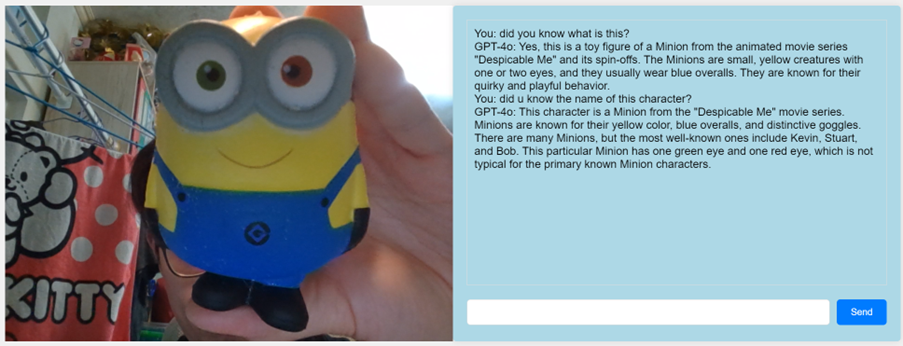 KITTY
You: did you know what is this?
GPT-4o: Yes, this is a toy figure of a Minion from the animated movie series
"Despicable Me" and its spin-offs. The Minions are small, yellow creatures with
one or two eyes, and they usually wear blue overalls. They are known for their
quirky and playful behavior.
You: did u know the name of this character?
GPT-4o: This character is a Minion from the "Despicable Me" movie series.
Minions are known for their yellow color, blue overalls, and distinctive goggles.
There are many Minions, but the most well-known ones include Kevin, Stuart,
and Bob. This particular Minion has one green eye and one red eye, which is not
typical for the primary known Minion characters.
Send